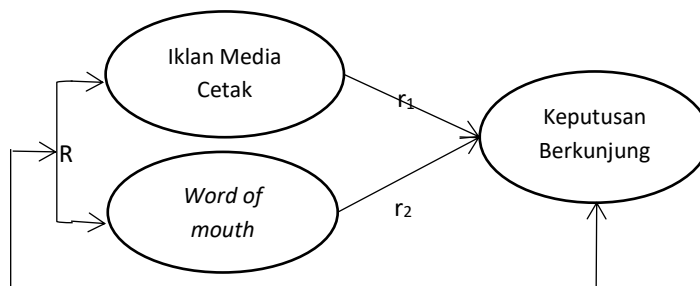 Iklan Media
Cetak
r1
Keputusan
Berkunjung
R
Word of
mouth
r2